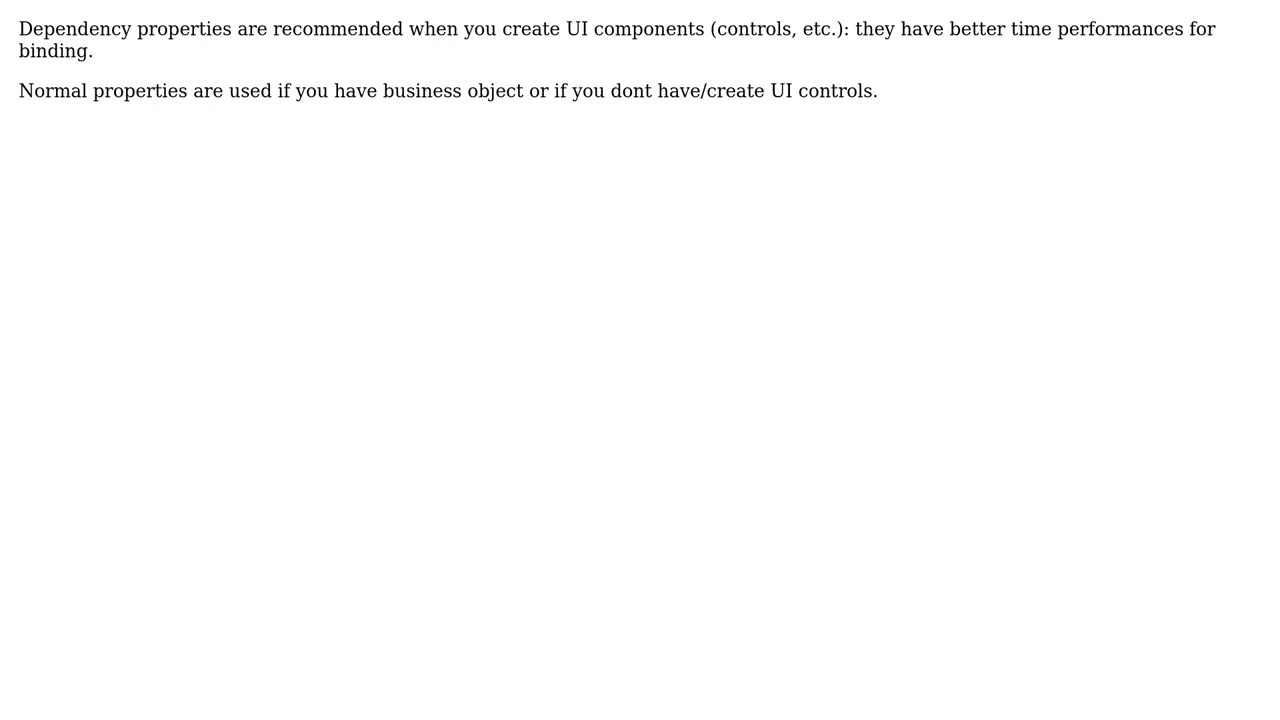 Dependency properties are recommended when you create UI components (controls, etc.): they have better time performances for
binding.
Normal properties are used if you have business object or if you dont have/create UI controls.